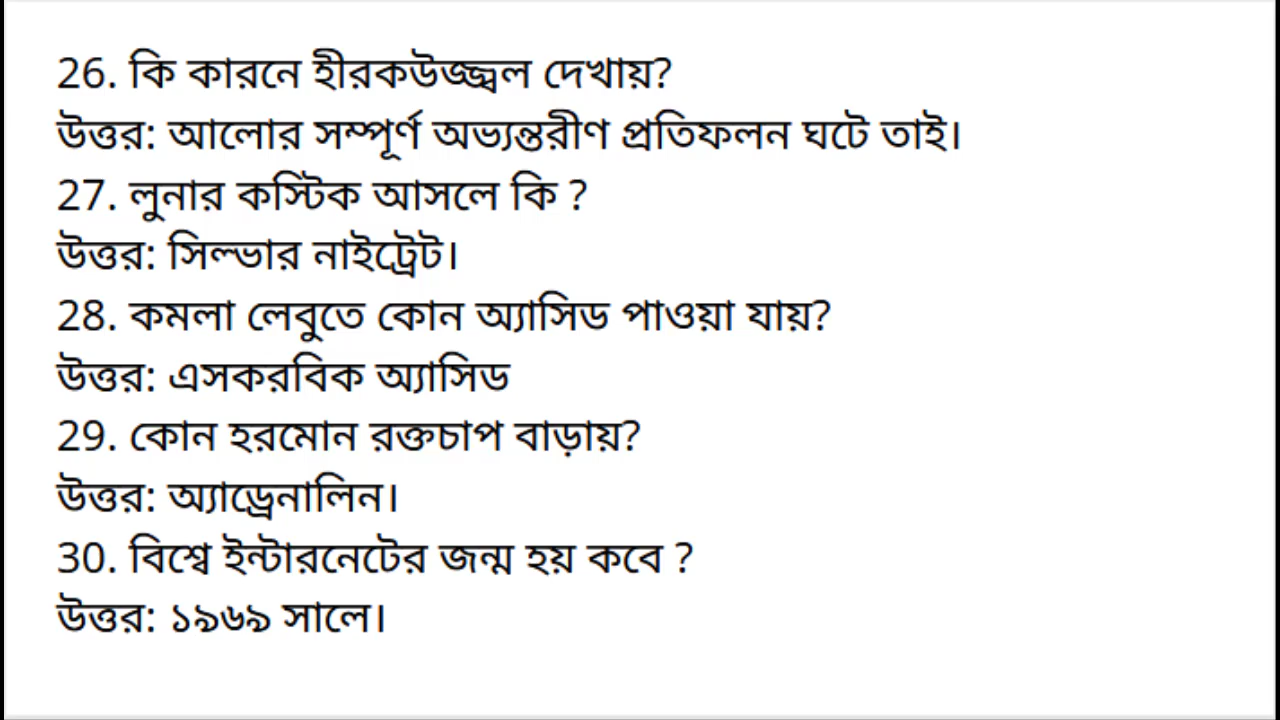 26. কি কারনে হীরকউজ্জ্বল দেখায়?
উত্তর: আলোর সম্পূর্ণ অভ্যন্তরীণ প্রতিফলন ঘটে তাই।
27. লুনার কস্টিক আসলে কি ?
উত্তর: সিল্ভার নাইট্রেট।
28. কমলা লেবুতে কোন অ্যাসিড পাওয়া যায়?
উত্তর: এসকরবিক অ্যাসিড
29. কোন হরমোন রক্তচাপ বাড়ায়?
উত্তর: অ্যাড্রেনালিন।
30. বিশ্বে ইন্টারনেটের জন্ম হয় কবে ?
উত্তর: ১৯৬৯ সালে।